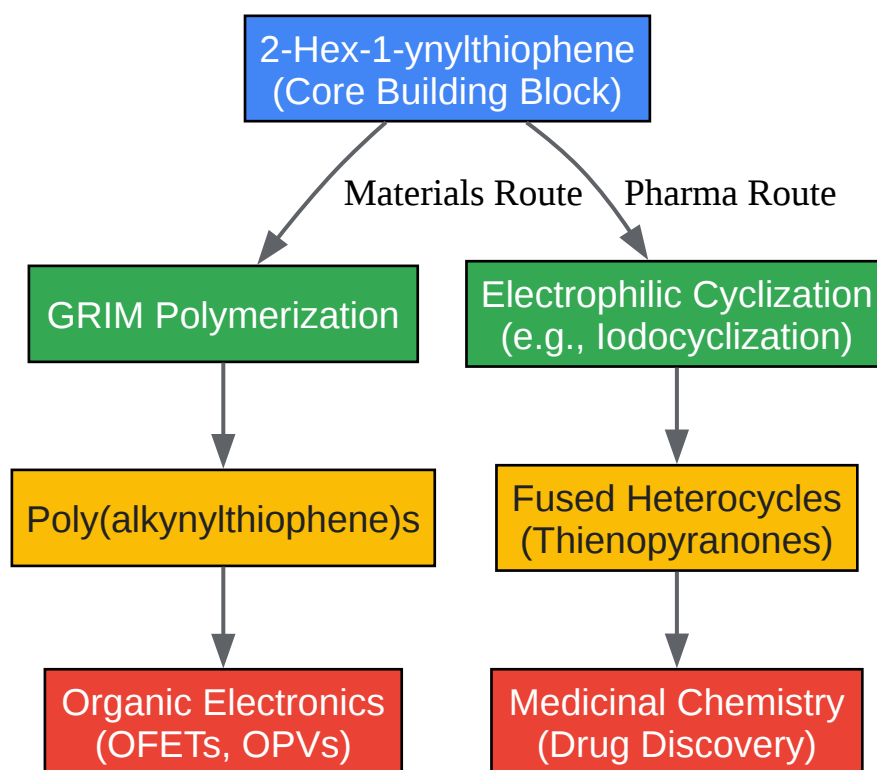 2-Hex-1-ynylthiophene
(Core Building Block)
Materials Route
Pharma Route
GRIM Polymerization
Electrophilic Cyclization
(e.g., Iodocyclization)
Poly(alkynylthiophene)s
Fused Heterocycles
(Thienopyranones)
Organic Electronics
(OFETs, OPVs)
Medicinal Chemistry
(Drug Discovery)